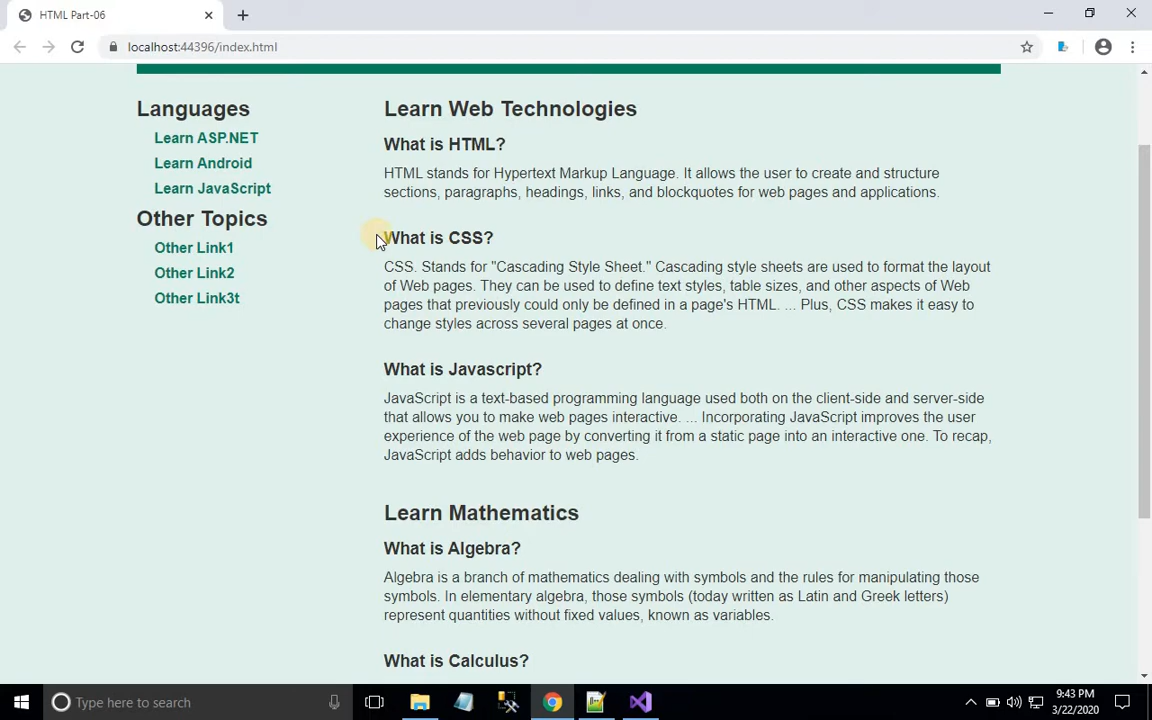 HTML Part-06
localhost:44396/index.html
Languages
Learn ASP.NET
Learn Android
Learn JavaScript
Other Topics
Other Link1
Other Link2
Other Link3t
Learn Web Technologies
What is HTML?
HTML stands for Hypertext Markup Language. It allows the user to create and structure
sections, paragraphs, headings, links, and blockquotes for web pages and applications.
What is CSS?
CSS. Stands for "Cascading Style Sheet." Cascading style sheets are used to format the layout
of Web pages. They can be used to define text styles, table sizes, and other aspects of Web
pages that previously could only be defined in a page's HTML. ... Plus, CSS makes it easy to
change styles across several pages at once.
What is Javascript?
JavaScript is a text-based programming language used both on the client-side and server-side
that allows you to make web pages interactive. ... Incorporating JavaScript improves the user
experience of the web page by converting it from a static page into an interactive one. To recap,
JavaScript adds behavior to web pages.
Learn Mathematics
What is Algebra?
Algebra is a branch of mathematics dealing with symbols and the rules for manipulating those
symbols. In elementary algebra, those symbols (today written as Latin and Greek letters)
represent quantities without fixed values, known as variables.
What is Calculus?
Type here to search
9:43 PM
3/22/2020